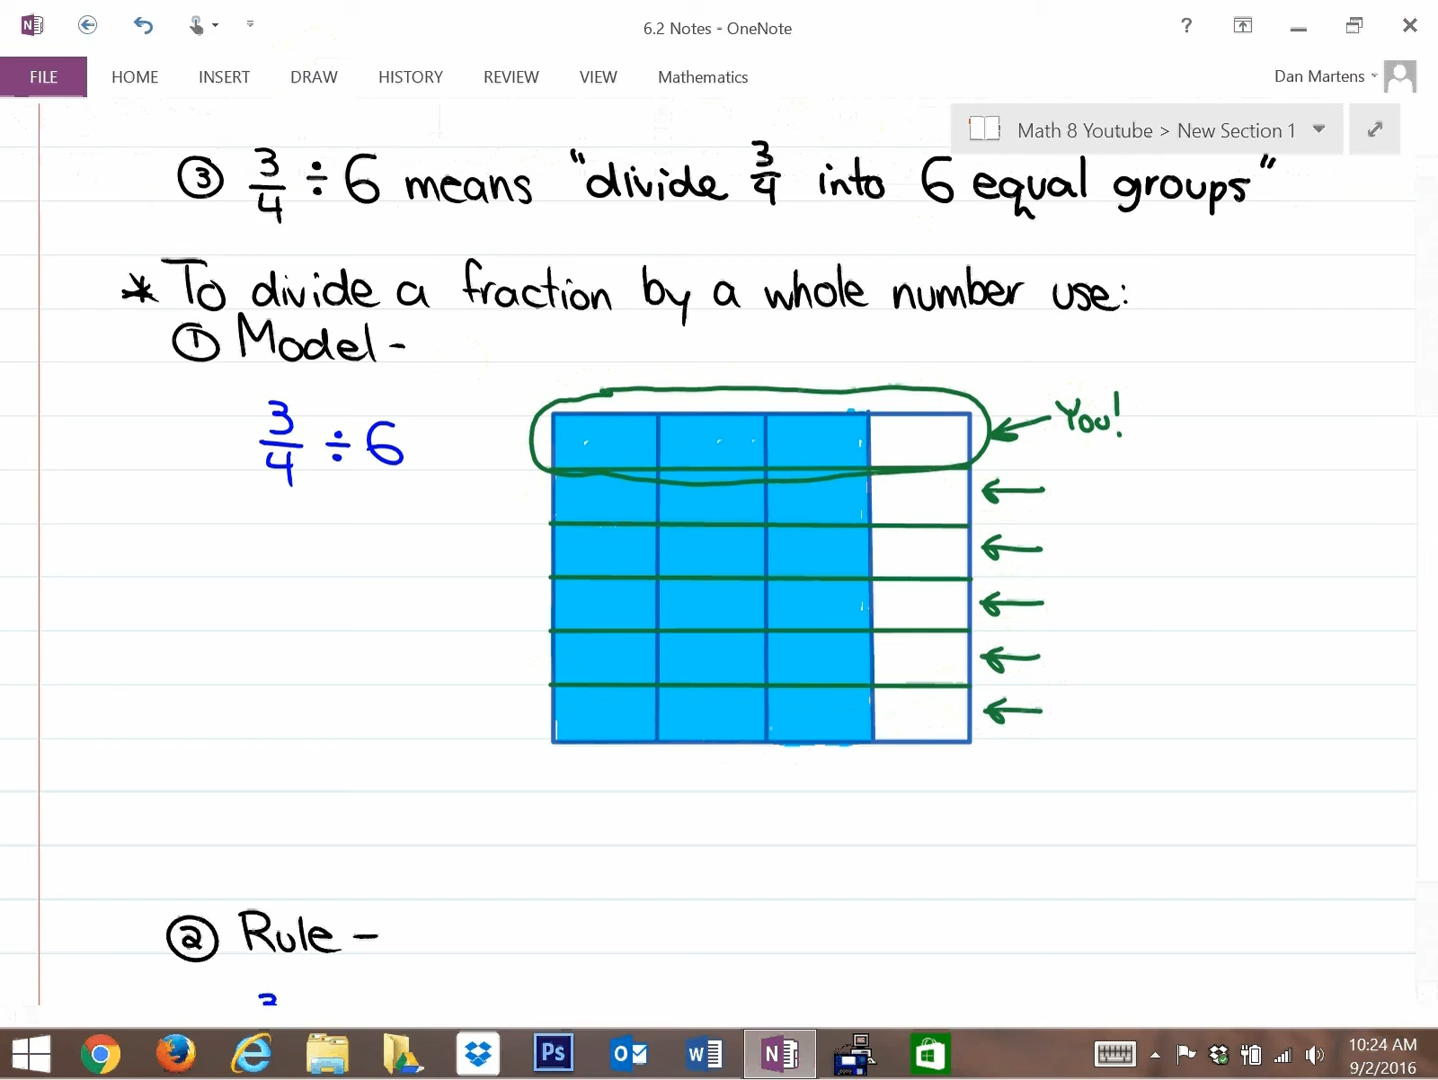 6.2 Notes - OneNote
?
FILE HOME INSERT DRAW HISTORY REVIEW VIEW Mathematics
Dan Martens
Math 8 Youtube > New Section 1
③ 3/4 ÷ 6 means "divide 3/4 into 6 equal groups"
* To divide a fraction by a whole number use:
① Model -
3/4 ÷ 6
You!
② Rule -
10:24 AM
9/2/2016